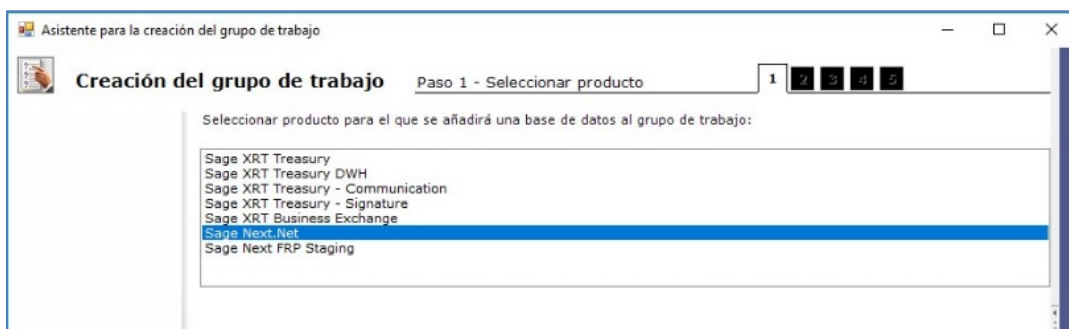 Asistente para la creación del grupo de trabajo
Creación del grupo de trabajo Paso 1 - Seleccionar producto 1 2 3 4 5
Seleccionar producto para el que se añadirá una base de datos al grupo de trabajo:
Sage XRT Treasury
Sage XRT Treasury DWH
Sage XRT Treasury - Communication
Sage XRT Treasury - Signature
Sage XRT Business Exchange
Sage Next.Net
Sage Next FRP Staging